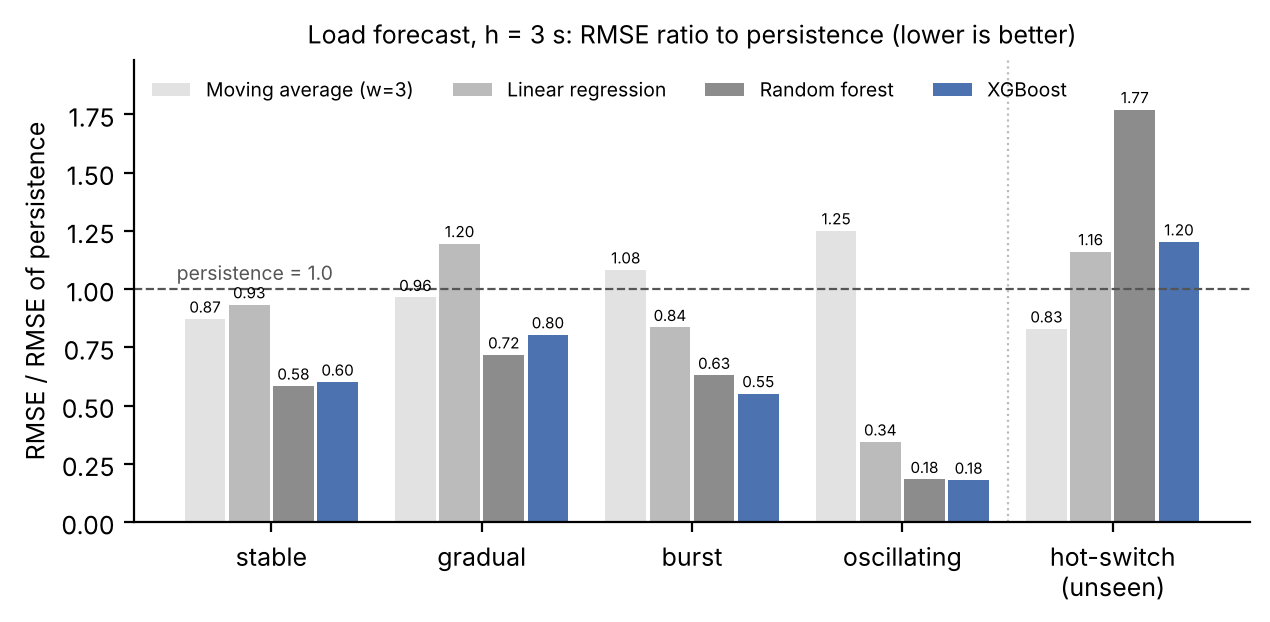 Load forecast, h = 3 s: RMSE ratio to persistence (lower is better)
Moving average (w=3) Linear regression Random forest XGBoost
RMSE / RMSE of persistence
1.75
1.50
1.25
1.00
0.75
0.50
0.25
0.00
persistence = 1.0
0.87 0.93 0.58 0.60
0.96 1.20 0.72 0.80
1.08 0.84 0.63 0.55
1.25 0.34 0.18 0.18
0.83 1.16 1.77 1.20
stable gradual burst oscillating hot-switch
(unseen)